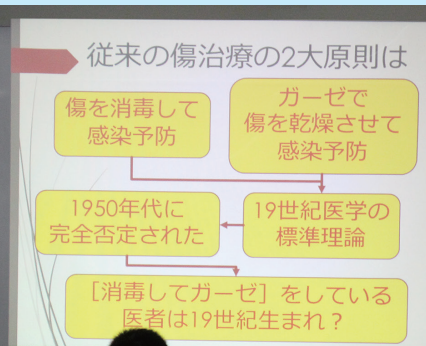 従来の傷治療の2大原則は
傷を消毒して
感染予防
ガーゼで
傷を乾燥させて
感染予防
1950年代に
完全否定された
19世紀医学の
標準理論
［消毒してガーゼ］をしている
医者は19世紀生まれ？